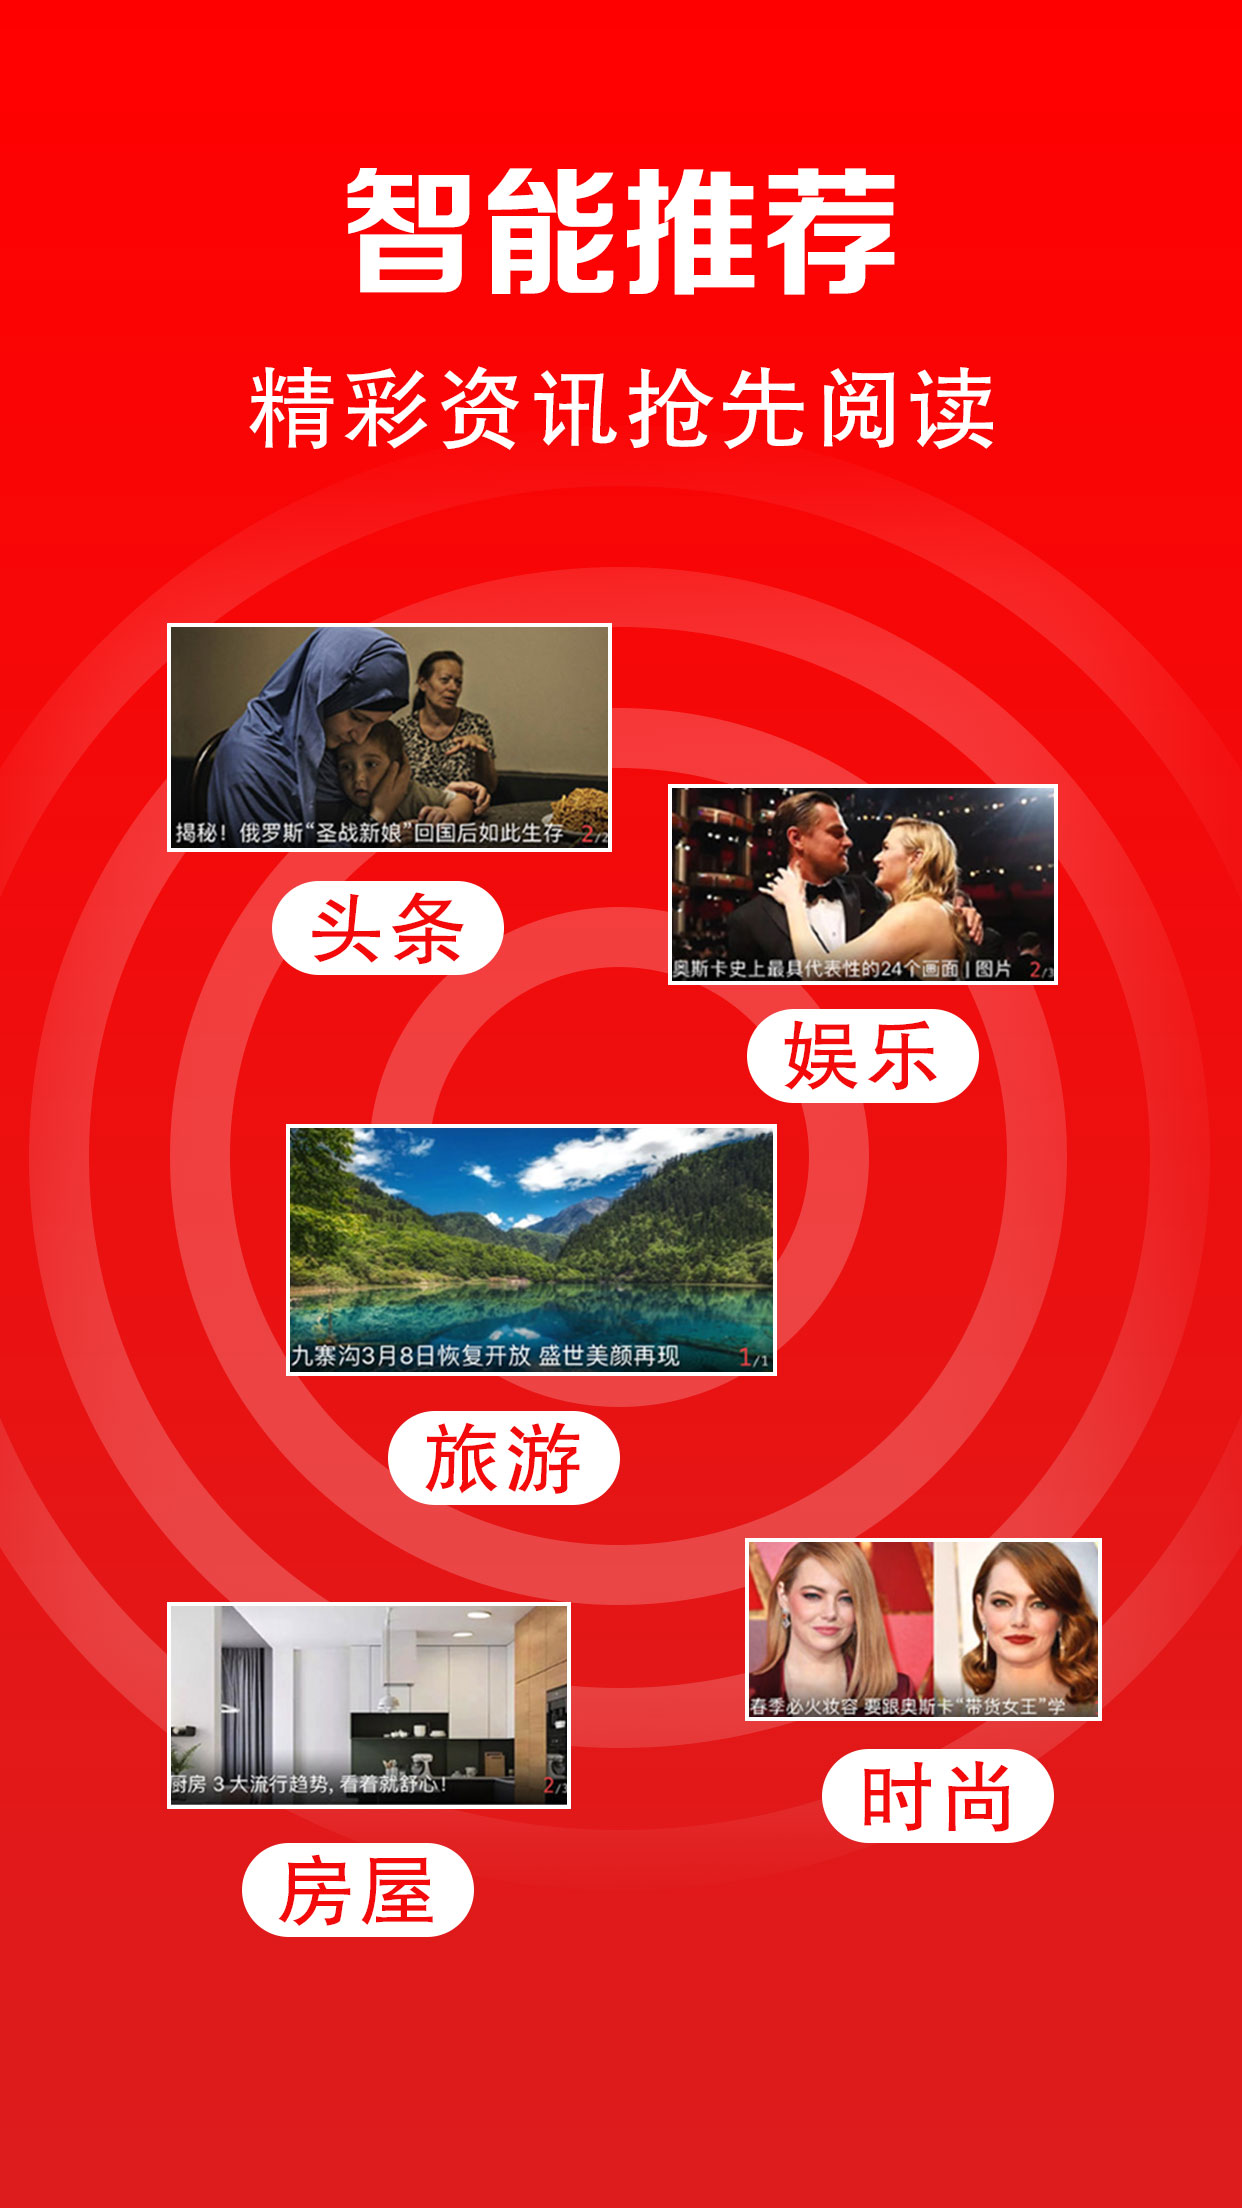 智能推荐
精彩资讯抢先阅读
揭秘！俄罗斯“圣战新娘”回国后如此生存 2/2
头条
奥斯卡史上最具代表性的24个画面 | 图片 2/3
娱乐
九寨沟3月8日恢复开放 盛世美颜再现 1/1
旅游
春季必火妆容 要跟奥斯卡“带货女王”学
时尚
厨房 3 大流行趋势, 看着就舒心！ 2/3
房屋